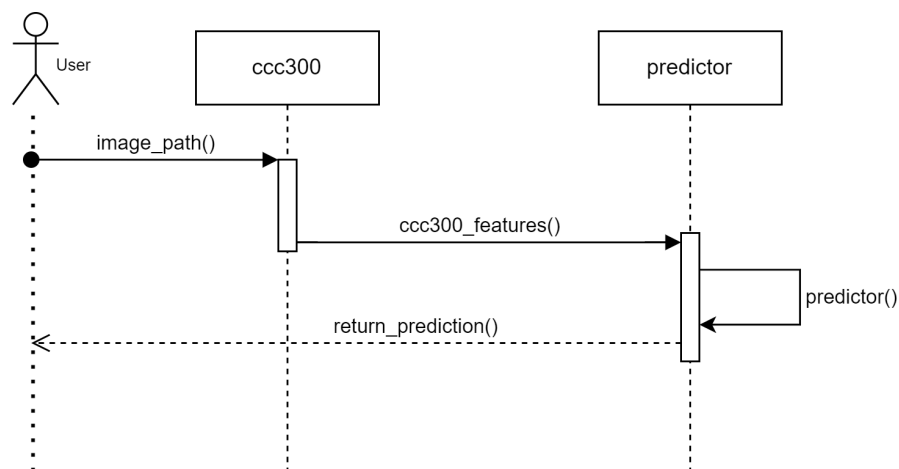 User
ccc300
predictor
image_path()
ccc300_features()
predictor()
return_prediction()